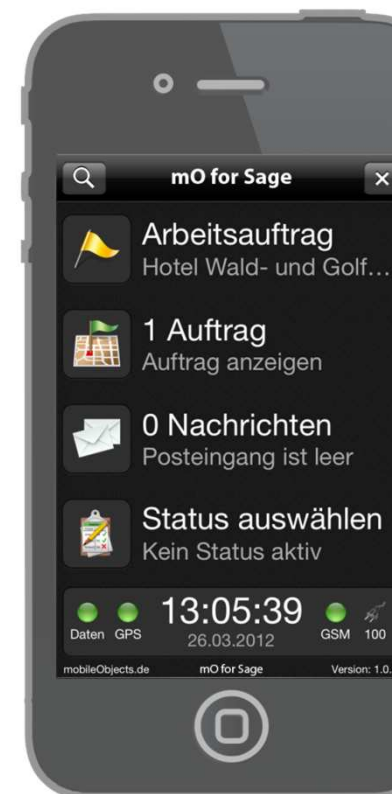 mO for Sage
Arbeitsauftrag
Hotel Wald- und Golf...
1 Auftrag
Auftrag anzeigen
0 Nachrichten
Posteingang ist leer
Status auswählen
Kein Status aktiv
13:05:39
26.03.2012
Daten GPS GSM 100
mobileObjects.de mO for Sage Version: 1.0.